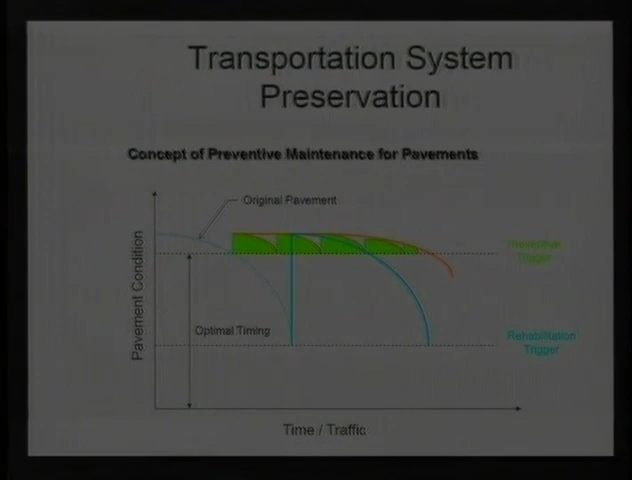 Transportation System
Preservation
Concept of Preventive Maintenance for Pavements
Original Pavement
Preventive
Trigger
Pavement Condition
Optimal Timing
Rehabilitation
Trigger
Time / Traffic